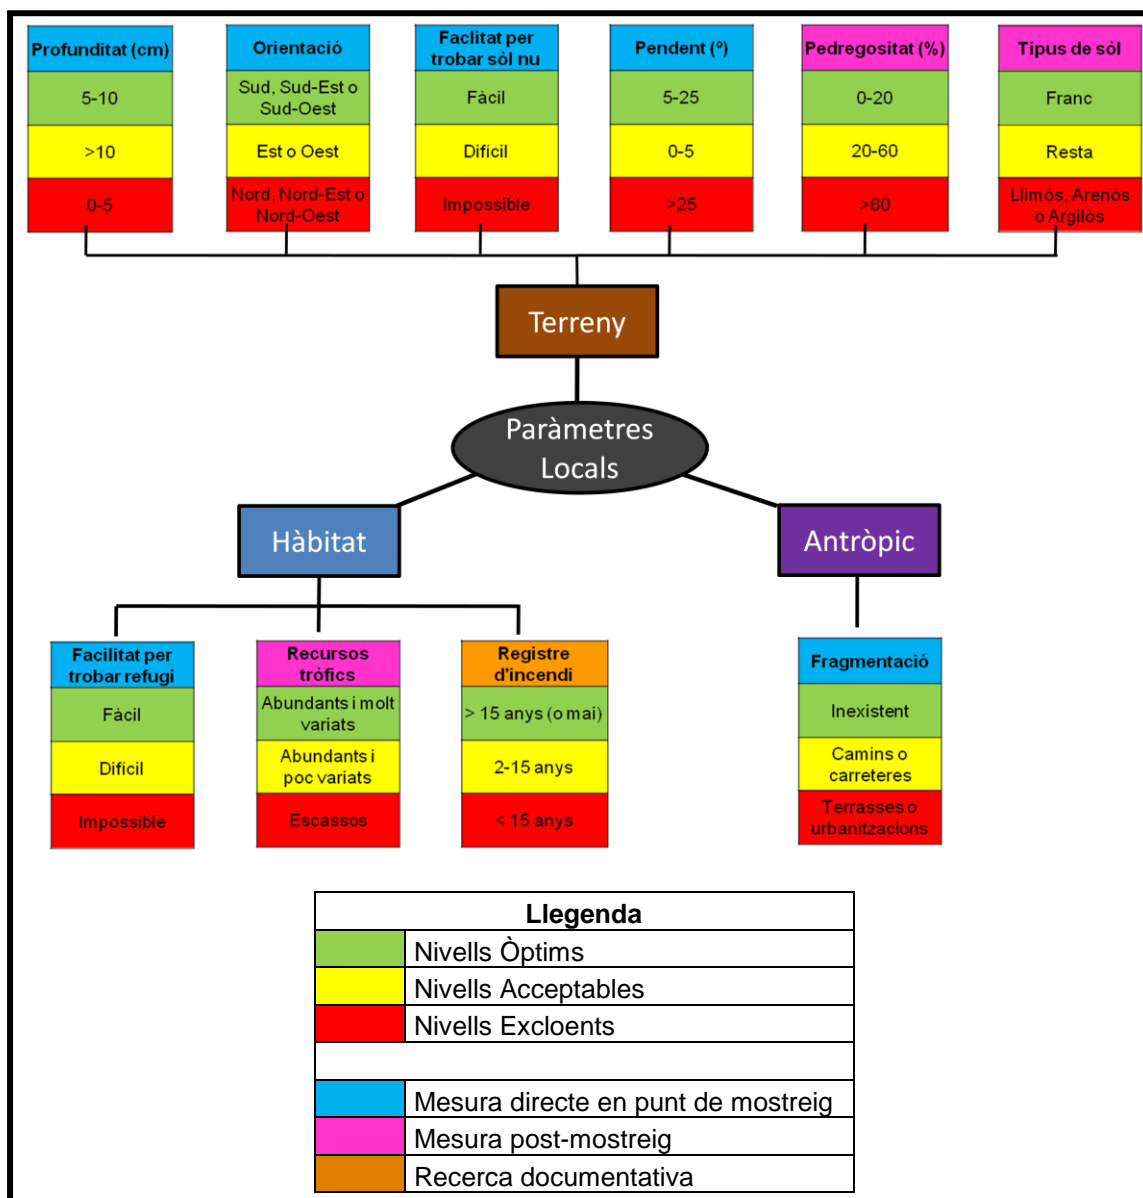 Profunditat (cm)
5-10
>10
0-5
Orientació
Sud, Sud-Est o
Sud-Oest
Est o Oest
Nord, Nord-Est o
Nord-Oest
Faclitat per
trobar sòl nu
Fàcil
Difícil
Impossible
Pendent (º)
5-25
0-5
>25
Pedregositat (%)
0-20
20-60
>60
Tipus de sòl
Franc
Resta
Llimós, Arenós
o Argilós
Terreny
Paràmetres
Locals
Hàbitat
Antròpic
Facilitat per
trobar refugi
Fàcil
Difícil
Impossible
Recursos
tròfics
Abundants i molt
variats
Abundants i
poc variats
Escassos
Registre
d'incendi
> 15 anys (o mai)
2-15 anys
< 15 anys
Fragmentació
Inexistent
Camins o
carreteres
Terrasses o
urbanitzacions
Llegenda
Nivells Òptims
Nivells Acceptables
Nivells Excloents
Mesura directe en punt de mostreig
Mesura post-mostreig
Recerca documentativa